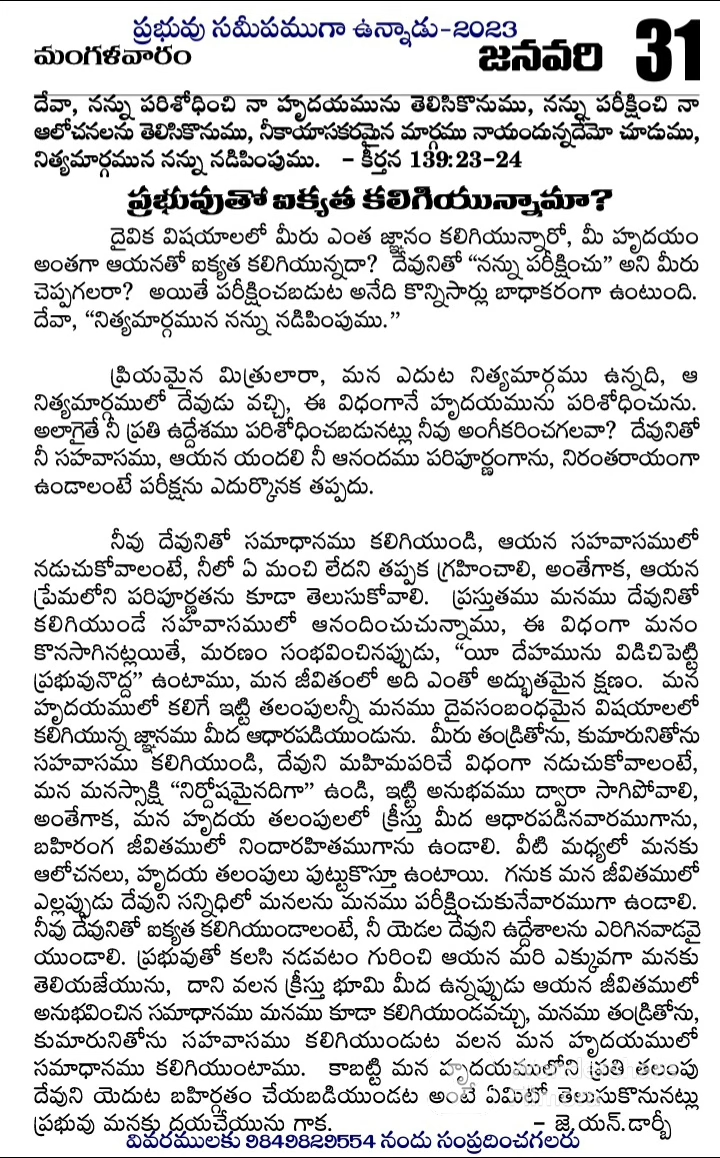 ప్రభువు సమీపముగా ఉన్నాడు-2023
మంగళవారం
జనవరి 31
దేవా, నన్ను పరిశోధించి నా హృదయమును తెలిసికొనుము, నన్ను పరీక్షించి నా
ఆలోచనలను తెలిసికొనుము, నీకాయాసకరమైన మార్గము నాయందున్నదేమో చూడుము,
నిత్యమార్గమున నన్ను నడిపింపుము. – కీర్తన 139:23-24
ప్రభువుతో ఐక్యత కలిగియున్నామా?
దైవిక విషయాలలో మీరు ఎంత జ్ఞానం కలిగియున్నారో, మీ హృదయం
అంతగా ఆయనతో ఐక్యత కలిగియున్నదా? దేవునితో “నన్ను పరీక్షించు” అని మీరు
చెప్పగలరా? అయితే పరీక్షించబడుట అనేది కొన్నిసార్లు బాధాకరంగా ఉంటుంది.
దేవా, “నిత్యమార్గమున నన్ను నడిపింపుము.”
ప్రియమైన మిత్రులారా, మన ఎదుట నిత్యమార్గము ఉన్నది, ఆ
నిత్యమార్గములో దేవుడు వచ్చి, ఈ విధంగానే హృదయమును పరిశోధించును.
అలాగైతే నీ ప్రతి ఉద్దేశము పరిశోధించబడునట్లు నీవు అంగీకరించగలవా? దేవునితో
నీ సహవాసము, ఆయన యందలి నీ ఆనందము పరిపూర్ణంగాను, నిరంతరాయంగా
ఉండాలంటే పరీక్షను ఎదుర్కొనక తప్పదు.
నీవు దేవునితో సమాధానము కలిగియుండి, ఆయన సహవాసములో
నడుచుకోవాలంటే, నీలో ఏ మంచి లేదని తప్పక గ్రహించాలి, అంతేగాక, ఆయన
ప్రేమలోని పరిపూర్ణతను కూడా తెలుసుకోవాలి. ప్రస్తుతము మనము దేవునితో
కలిగియుండే సహవాసములో ఆనందించుచున్నాము, ఈ విధంగా మనం
కొనసాగినట్లయితే, మరణం సంభవించినప్పుడు, “యీ దేహమును విడిచిపెట్టి
ప్రభువునొద్ద” ఉంటాము, మన జీవితంలో అది ఎంతో అద్భుతమైన క్షణం. మన
హృదయములో కలిగే ఇట్టి తలంపులన్నీ మనము దైవసంబంధమైన విషయాలలో
కలిగియున్న జ్ఞానము మీద ఆధారపడియుండును. మీరు తండ్రితోను, కుమారునితోను
సహవాసము కలిగియుండి, దేవుని మహిమపరిచే విధంగా నడుచుకోవాలంటే,
మన మనస్సాక్షి “నిర్దోషమైనదిగా” ఉండి, ఇట్టి అనుభవము ద్వారా సాగిపోవాలి,
అంతేగాక, మన హృదయ తలంపులలో క్రీస్తు మీద ఆధారపడినవారముగాను,
బహిరంగ జీవితములో నిందారహితముగాను ఉండాలి. వీటి మధ్యలో మనకు
ఆలోచనలు, హృదయ తలంపులు పుట్టుకొస్తూ ఉంటాయి. గనుక మన జీవితములో
ఎల్లప్పుడు దేవుని సన్నిధిలో మనలను మనము పరీక్షించుకునేవారముగా ఉండాలి.
నీవు దేవునితో ఐక్యత కలిగియుండాలంటే, నీ యెడల దేవుని ఉద్దేశాలను ఎరిగినవాడవై
యుండాలి. ప్రభువుతో కలసి నడవటం గురించి ఆయన మరి ఎక్కువగా మనకు
తెలియజేయును, దాని వలన క్రీస్తు భూమి మీద ఉన్నప్పుడు ఆయన జీవితములో
అనుభవించిన సమాధానము మనము కూడా కలిగియుండవచ్చు, మనము తండ్రితోను,
కుమారునితోను సహవాసము కలిగియుండుట వలన మన హృదయములో
సమాధానము కలిగియుంటాము. కాబట్టి మన హృదయములోని ప్రతి తలంపు
దేవుని యెదుట బహిర్గతం చేయబడియుండట అంటే ఏమిటో తెలుసుకొనునట్లు
ప్రభువు మనకు దయచేయును గాక. – జె.యన్.డార్బీ
వివరములకు 9849829554 నందు సంప్రదించగలరు